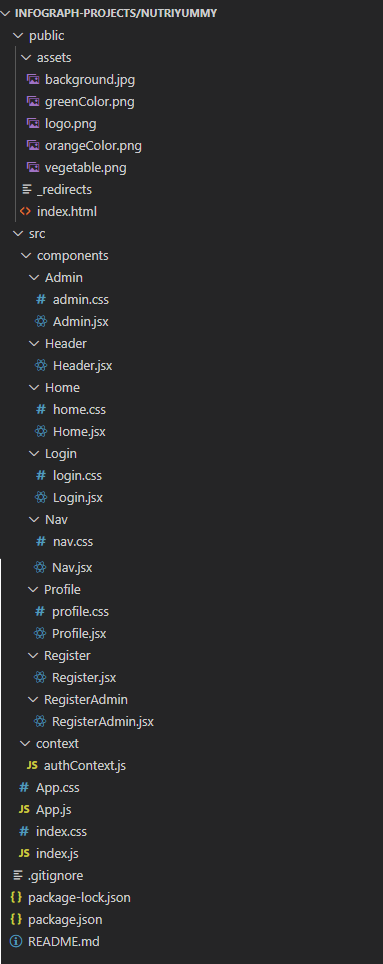 INFOGRAPH-PROJECTS/NUTRIYUMMY
public
assets
background.jpg
greenColor.png
logo.png
orangeColor.png
vegetable.png
_redirects
<> index.html
src
components
Admin
# admin.css
Admin.jsx
Header
Header.jsx
Home
# home.css
Home.jsx
Login
# login.css
Login.jsx
Nav
# nav.css
Nav.jsx
Profile
# profile.css
Profile.jsx
Register
Register.jsx
RegisterAdmin
RegisterAdmin.jsx
context
JS authContext.js
# App.css
JS App.js
# index.css
JS index.js
.gitignore
{} package-lock.json
{} package.json
README.md